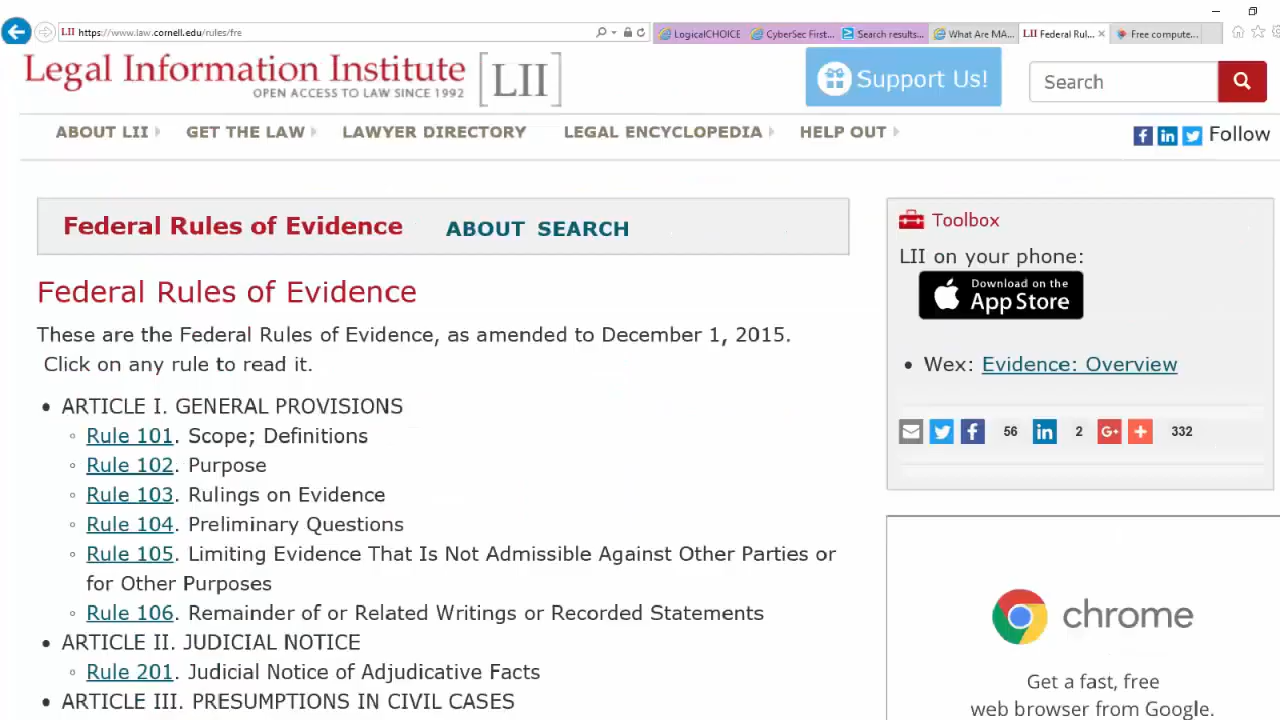 https://www.law.cornell.edu/rules/fre
LogicalCHOICE
CyberSec First...
Search results...
What Are MA...
LII Federal Rul...
Free compute...
Legal Information Institute
OPEN ACCESS TO LAW SINCE 1992
[LII]
Support Us!
Search
ABOUT LII
GET THE LAW
LAWYER DIRECTORY
LEGAL ENCYCLOPEDIA
HELP OUT
Follow
Federal Rules of Evidence ABOUT SEARCH
Federal Rules of Evidence
These are the Federal Rules of Evidence, as amended to December 1, 2015.
Click on any rule to read it.
• ARTICLE I. GENERAL PROVISIONS
◦ Rule 101. Scope; Definitions
◦ Rule 102. Purpose
◦ Rule 103. Rulings on Evidence
◦ Rule 104. Preliminary Questions
◦ Rule 105. Limiting Evidence That Is Not Admissible Against Other Parties or
for Other Purposes
◦ Rule 106. Remainder of or Related Writings or Recorded Statements
• ARTICLE II. JUDICIAL NOTICE
◦ Rule 201. Judicial Notice of Adjudicative Facts
• ARTICLE III. PRESUMPTIONS IN CIVIL CASES
Toolbox
LII on your phone:
Download on the
App Store
• Wex: Evidence: Overview
56 in 2 G+ 332
chrome
Get a fast, free
web browser from Google.